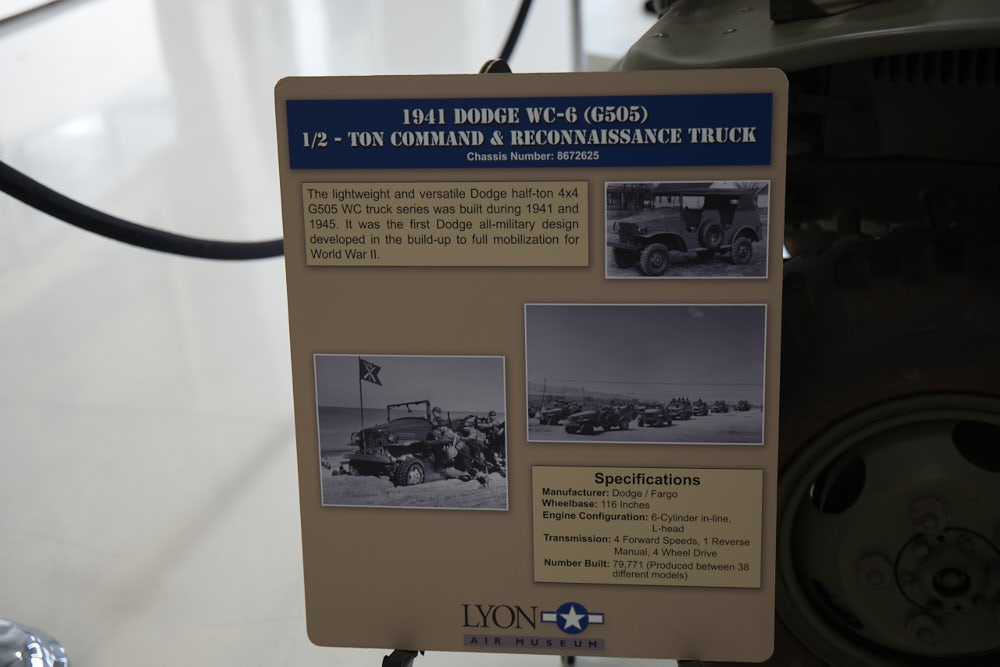 1941 DODGE WC-6 (G505)
1/2 - TON COMMAND & RECONNAISSANCE TRUCK
Chassis Number: 8672625
The lightweight and versatile Dodge half-ton 4x4
G505 WC truck series was built during 1941 and
1945. It was the first Dodge all-military design
developed in the build-up to full mobilization for
World War II.
Specifications
Manufacturer: Dodge / Fargo
Wheelbase: 116 Inches
Engine Configuration: 6-Cylinder in-line,
L-head
Transmission: 4 Forward Speeds, 1 Reverse
Manual, 4 Wheel Drive
Number Built: 79,771 (Produced between 38
different models)
LYON
AIR MUSEUM